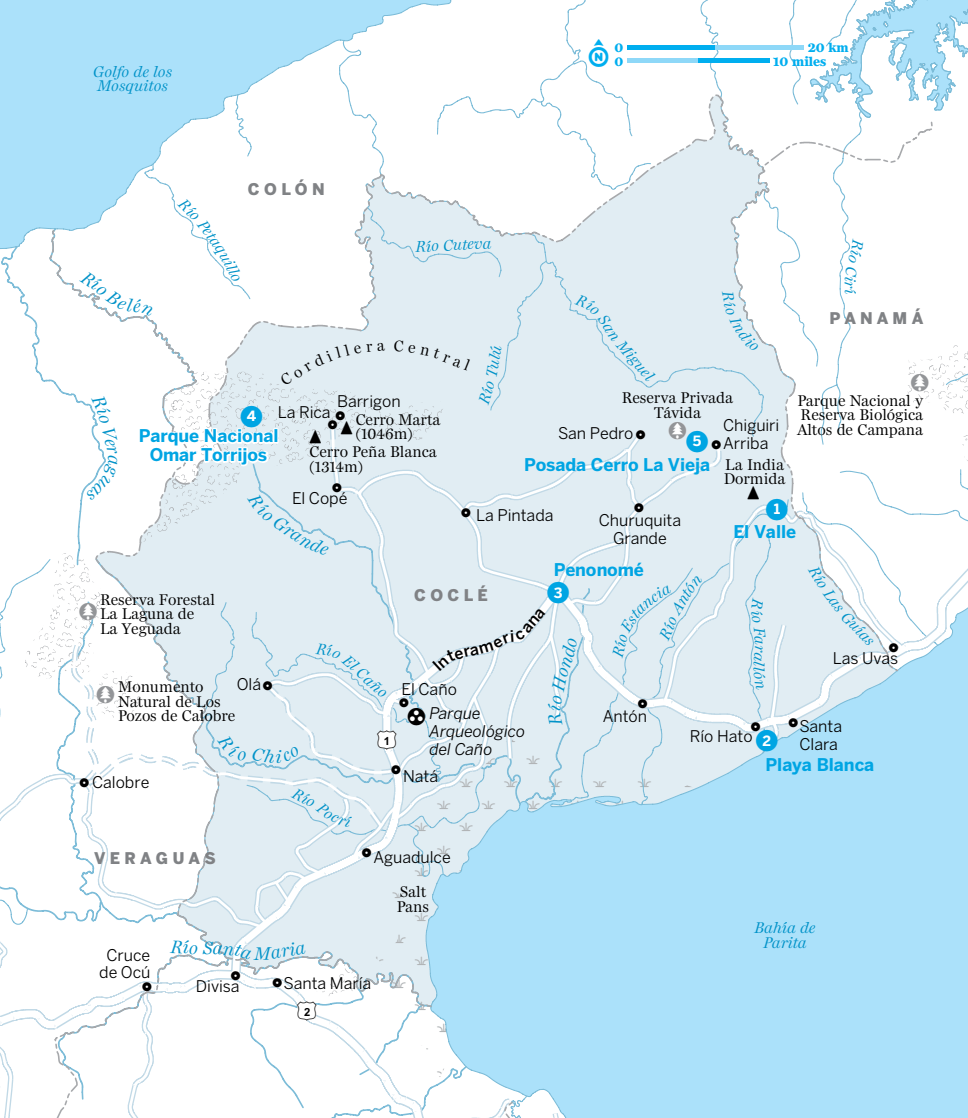 0 20 km
N
0 10 miles
Golfo de los
Mosquitos
COLÓN
Río Petaquillo
Río Cuteva
Río Cirí
Río Belén
Río Indio
Río San Miguel
PANAMÁ
Cordillera Central
Río Tulú
Río Veraguas
Barrigon
La Rica
4
Cerro Marta
(1046m)
Parque Nacional
Omar Torrijos
Cerro Peña Blanca
(1314m)
Reserva Privada
Távida
Parque Nacional y
Reserva Biológica
Altos de Campana
San Pedro
5
Chiguiri
Arriba
Posada Cerro La Vieja
La India
Dormida
El Copé
La Pintada
Churuquita
Grande
1
El Valle
Río Grande
Penonomé
3
COCLÉ
Reserva Forestal
La Laguna de
La Yeguada
Interamericana
Río Estancia
Río Antón
Río Farallón
Río Las Guías
Las Uvas
Río El Caño
Río Hondo
Olá
Monumento
Natural de Los
Pozos de Calobre
El Caño
Parque
Arqueológico
del Caño
1
Antón
Río Hato
Santa
Clara
2
Playa Blanca
Río Chico
Natá
Calobre
Río Pocrí
VERAGUAS
Aguadulce
Salt
Pans
Bahía de
Parita
Río Santa Maria
Cruce
de Ocú
Divisa
Santa María
2